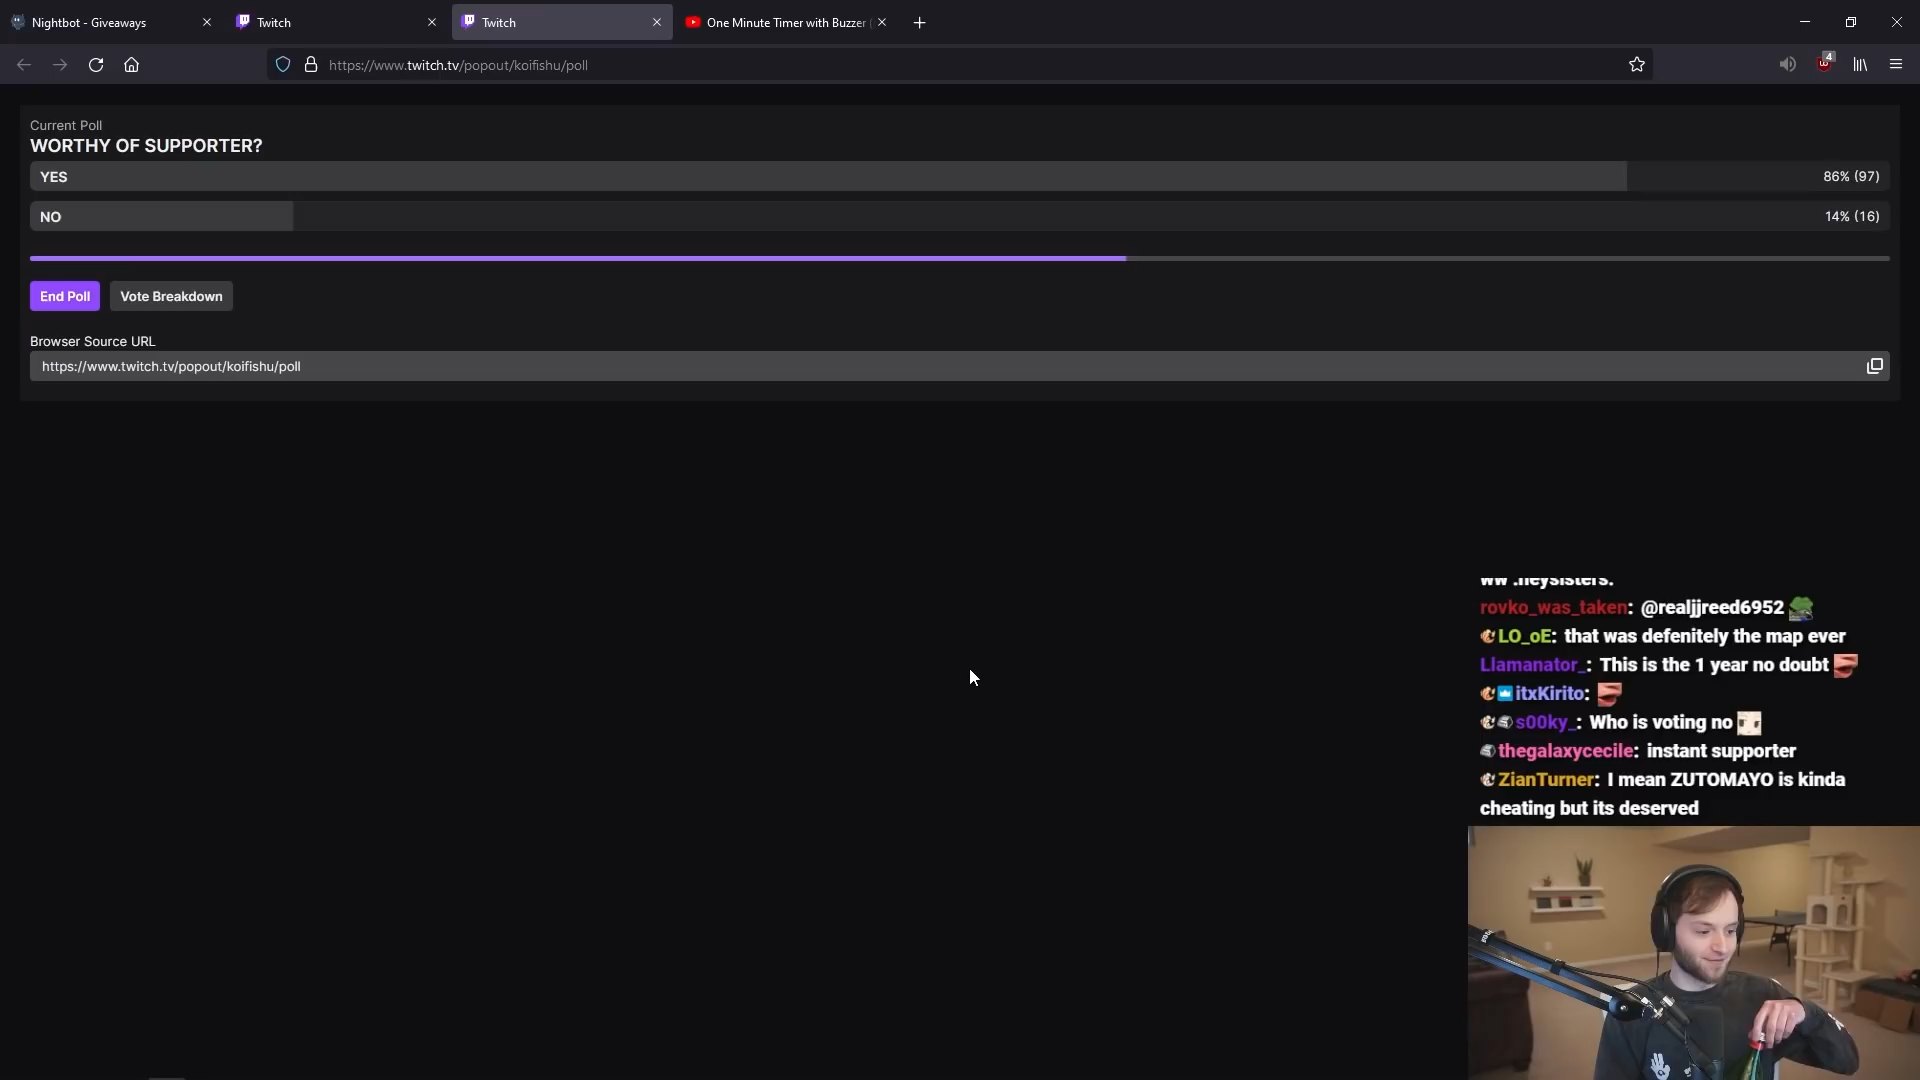 Nightbot - Giveaways
Twitch
Twitch
One Minute Timer with Buzzer
https://www.twitch.tv/popout/koifishu/poll
4
Current Poll
WORTHY OF SUPPORTER?
YES
86% (97)
NO
14% (16)
End Poll
Vote Breakdown
Browser Source URL
https://www.twitch.tv/popout/koifishu/poll
rovko_was_taken: @realjjreed6952
LO_oE: that was defenitely the map ever
Llamanator_: This is the 1 year no doubt
itxKirito:
s00ky_: Who is voting no
thegalaxycecile: instant supporter
ZianTurner: I mean ZUTOMAYO is kinda
cheating but its deserved